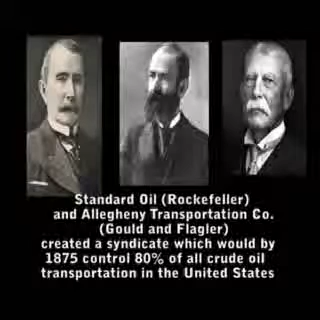 Standard Oil (Rockefeller)
and Allegheny Transportation Co.
(Gould and Flagler)
created a syndicate which would by
1875 control 80% of all crude oil
transportation in the United States